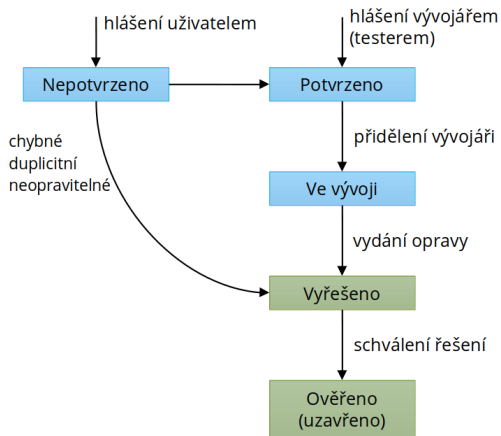 hlášení uživatelem
hlášení vývojářem
(testerem)
Nepotvrzeno
Potvrzeno
chybné
duplicitní
neopravitelné
přidělení vývojáři
Ve vývoji
vydání opravy
Vyřešeno
schválení řešení
Ověřeno
(uzavřeno)